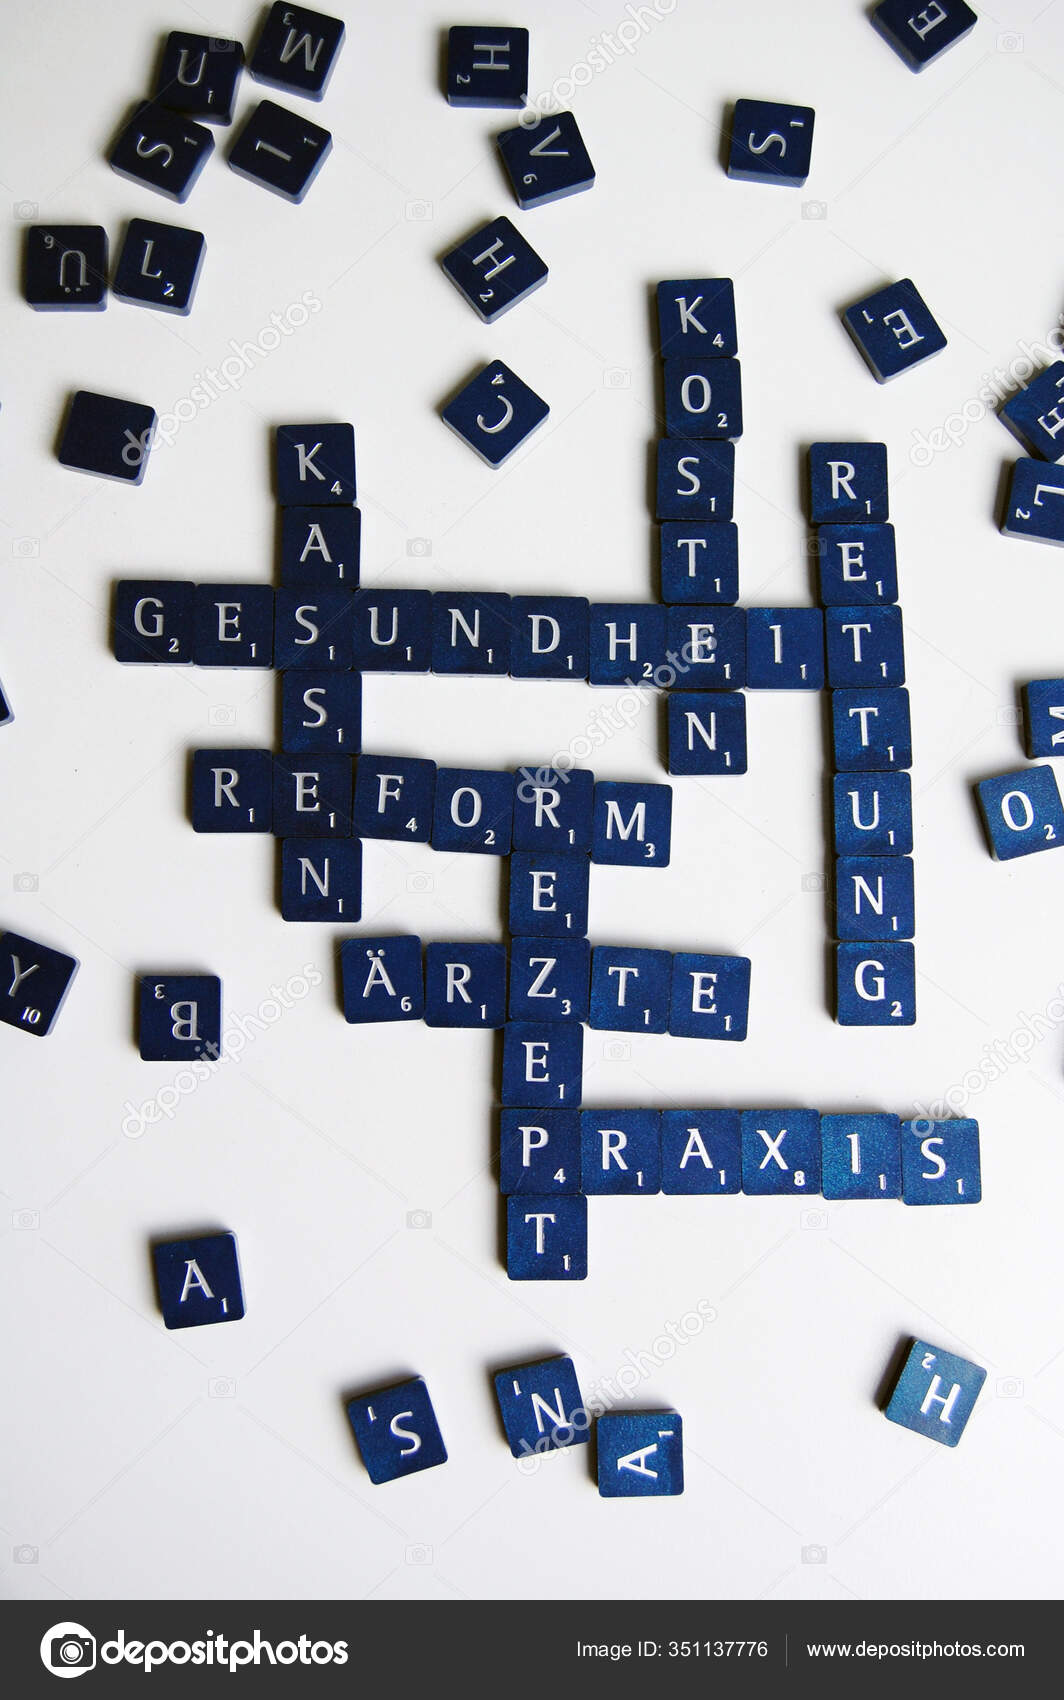 KASSEN
KOSTEN
RETTUNG
GESUNDHEIT
REFORM
REZEPT
ÄRZTE
PRAXIS
M
U
S
I
H
V
S
E
Ü
L
H
E
C
E
L
M
O
Y
B
A
S
N
A
H
depositphotos
Image ID: 351137776
www.depositphotos.com